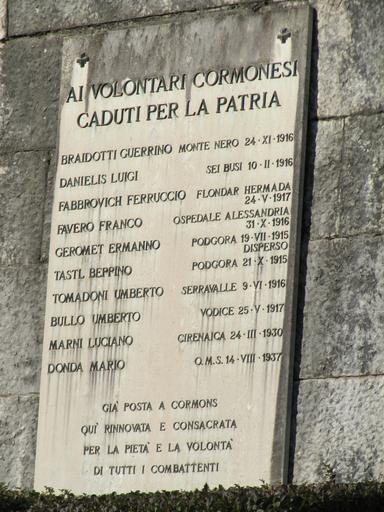 AI VOLONTARI CORMONESI
CADUTI PER LA PATRIA
BRAIDOTTI GUERRINO MONTE NERO 24·XI·1916
DANIELIS LUIGI SEI BUSI 10·II·1916
FABBROVICH FERRUCCIO FLONDAR HERMADA
24·V·1917
FAVERO FRANCO OSPEDALE ALESSANDRIA
31·X·1916
GEROMET ERMANNO PODGORA 19·VII·1915
DISPERSO
TASTL BEPPINO PODGORA 21·X·1915
TOMADONI UMBERTO SERRAVALLE 9·VI·1916
BULLO UMBERTO VODICE 25·V·1917
MARNI LUCIANO CIRENAICA 24·III·1930
DONDA MARIO O.M.S. 14·VIII·1937
GIA' POSTA A CORMONS
QUI' RINNOVATA E CONSACRATA
PER LA PIETA' E LA VOLONTA'
DI TUTTI I COMBATTENTI